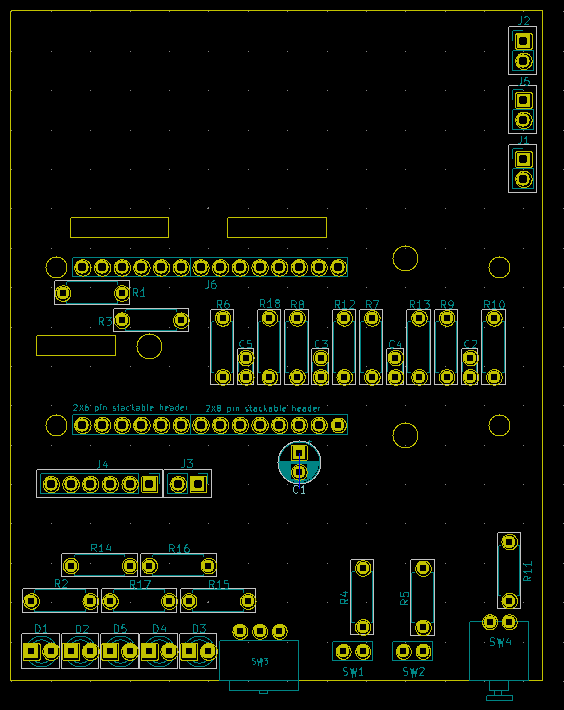 J2
J5
J1
J6
R1
R3
R6 R18 R8 R12 R7 R13 R9 R10
C5 C3 C4 C2
2X6 pin stackable header 2X8 pin stackable header
J4 J3
C1
R14 R16
R11
R2 R17 R15
R4 R5
D1 D2 D5 D4 D3
SW4
SW3
SW1 SW2